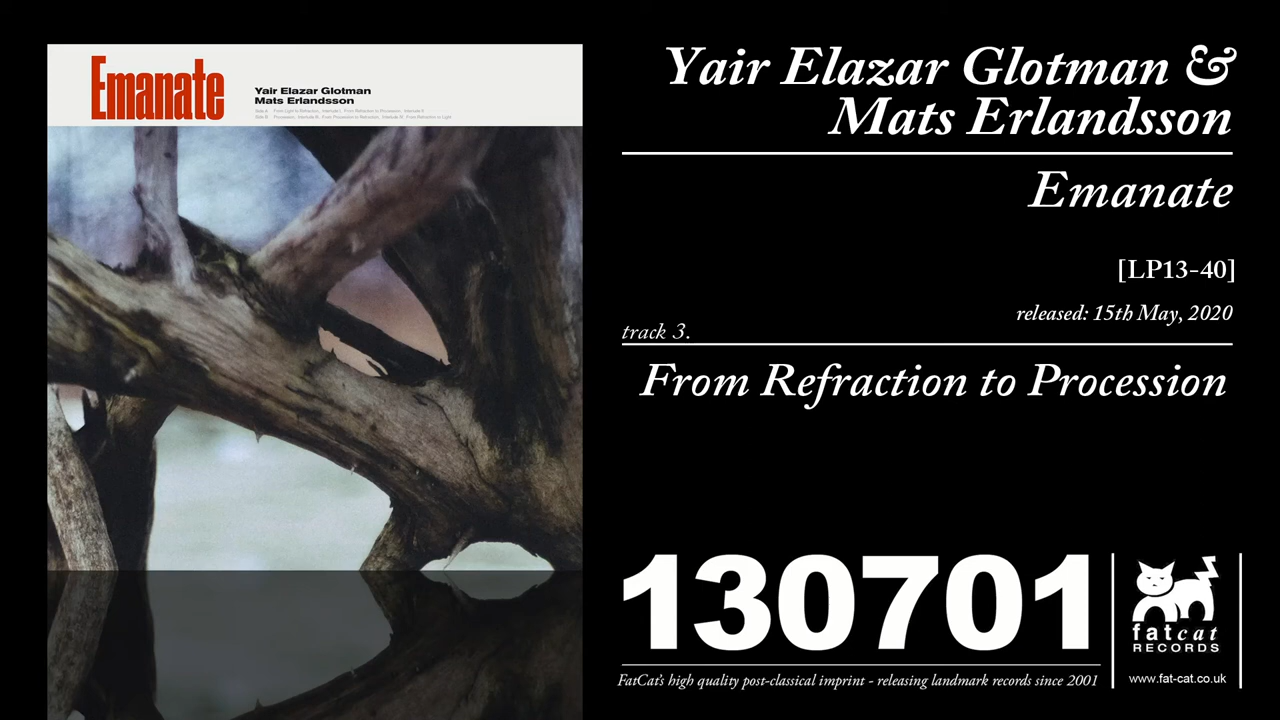 Emanate
Yair Elazar Glotman
Mats Erlandsson
Yair Elazar Glotman &
Mats Erlandsson
Emanate
[LP13-40]
released: 15th May, 2020
track 3.
From Refraction to Procession
130701
FatCat's high quality post-classical imprint - releasing landmark records since 2001
fatcat
RECORDS
www.fat-cat.co.uk